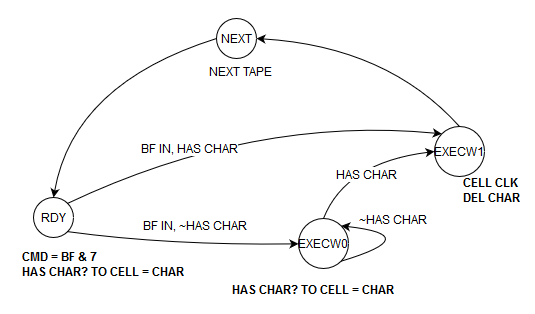 NEXT
NEXT TAPE
BF IN, HAS CHAR
EXECW1
HAS CHAR
CELL CLK
DEL CHAR
RDY
BF IN, ~HAS CHAR
~HAS CHAR
EXECW0
CMD = BF & 7
HAS CHAR? TO CELL = CHAR
HAS CHAR? TO CELL = CHAR